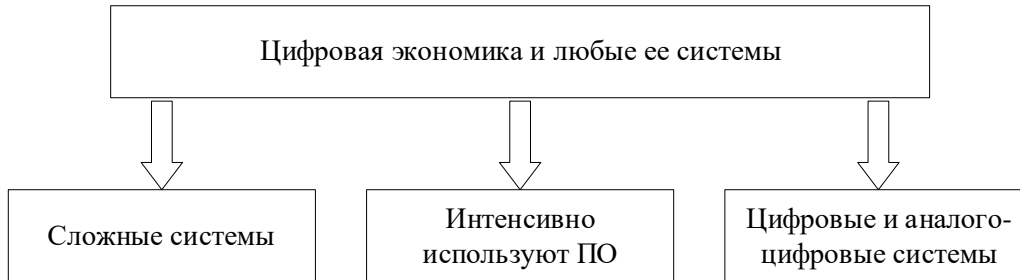 Цифровая экономика и любые ее системы
Сложные системы
Интенсивно
используют ПО
Цифровые и аналого-
цифровые системы